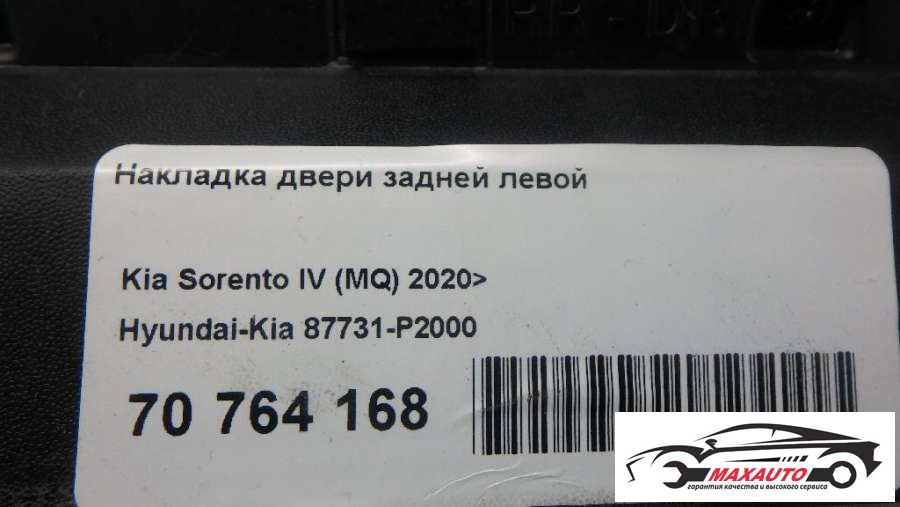 Накладка двери задней левой
Kia Sorento IV (MQ) 2020>
Hyundai-Kia 87731-P2000
70 764 168
MAXAUTO
гарантия качества и высокого сервиса